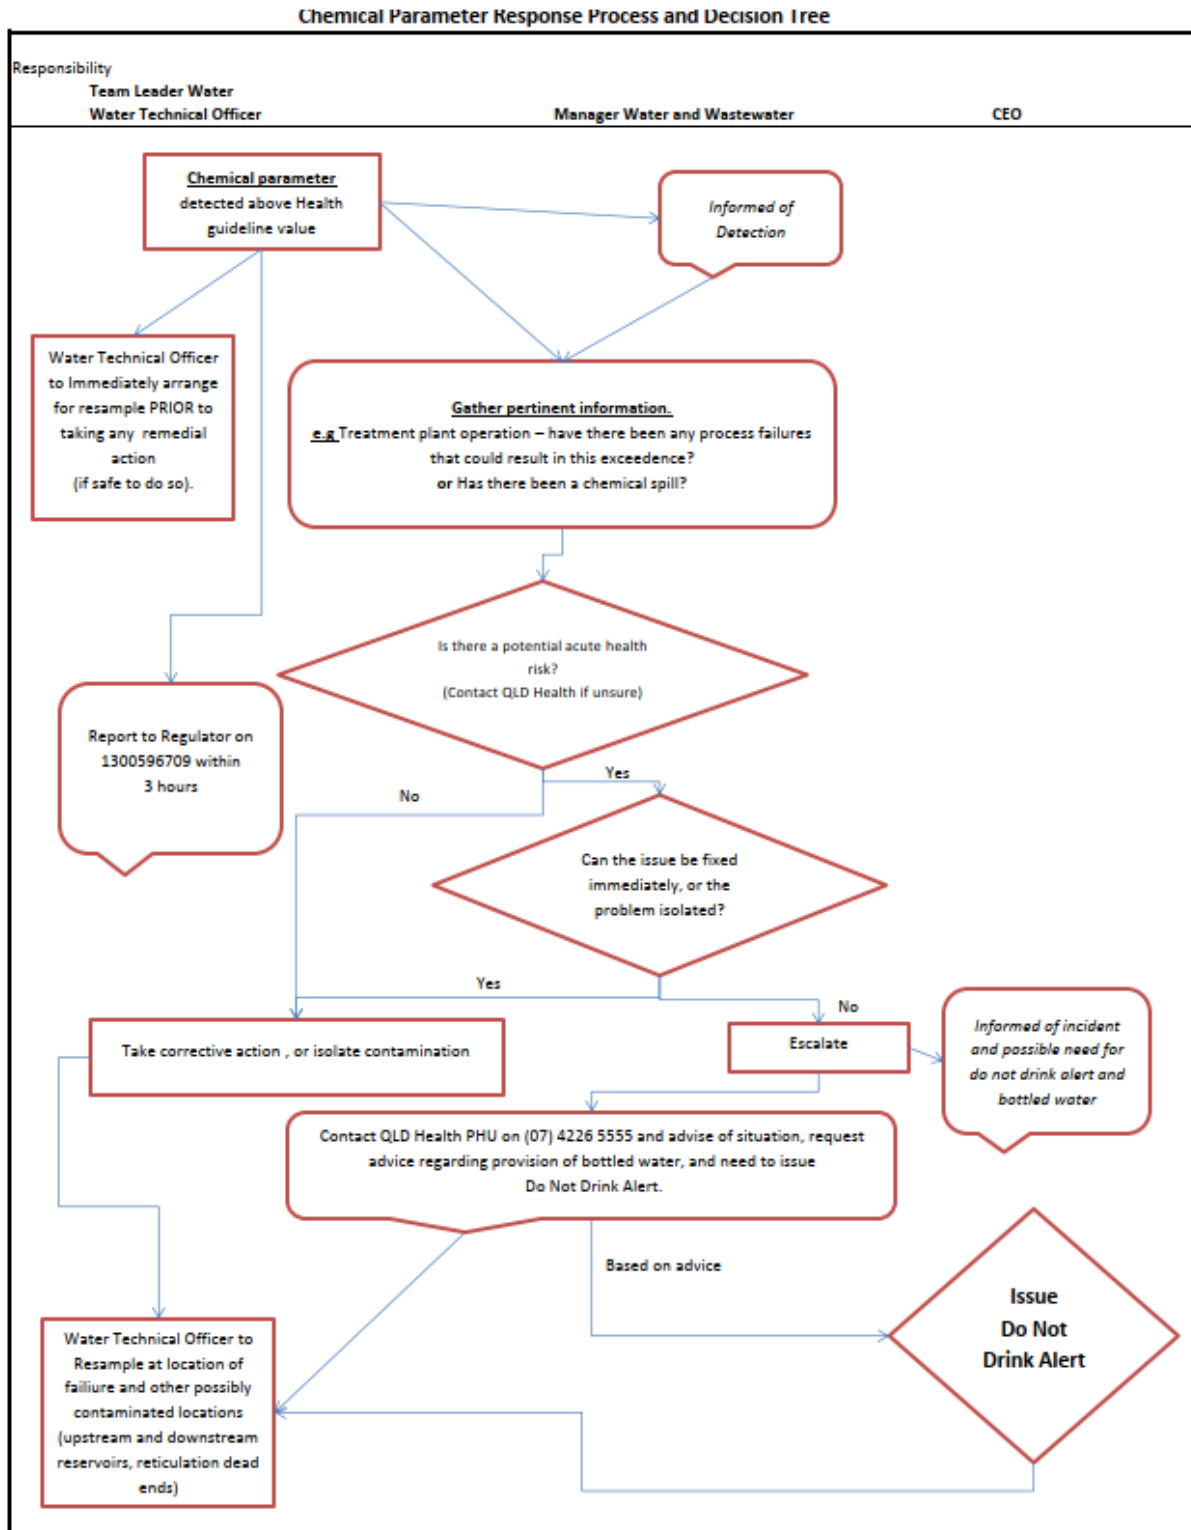 Chemical Parameter Response Process and Decision Tree
Responsibility
Team Leader Water
Water Technical Officer
Manager Water and Wastewater
CEO
Chemical parameter
detected above Health
guideline value
Informed of
Detection
Water Technical Officer
to Immediately arrange
for resample PRIOR to
taking any remedial
action
(if safe to do so).
Gather pertinent information.
e.g Treatment plant operation – have there been any process failures
that could result in this exceedence?
or Has there been a chemical spill?
Is there a potential acute health
risk?
(Contact QLD Health if unsure)
Report to Regulator on
1300596709 within
3 hours
Yes
No
Can the issue be fixed
immediately, or the
problem isolated?
Yes
No
Take corrective action , or isolate contamination
Escalate
Informed of incident
and possible need for
do not drink alert and
bottled water
Contact QLD Health PHU on (07) 4226 5555 and advise of situation, request
advice regarding provision of bottled water, and need to issue
Do Not Drink Alert.
Based on advice
Issue
Do Not
Drink Alert
Water Technical Officer to
Resample at location of
failiure and other possibly
contaminated locations
(upstream and downstream
reservoirs, reticulation dead
ends)